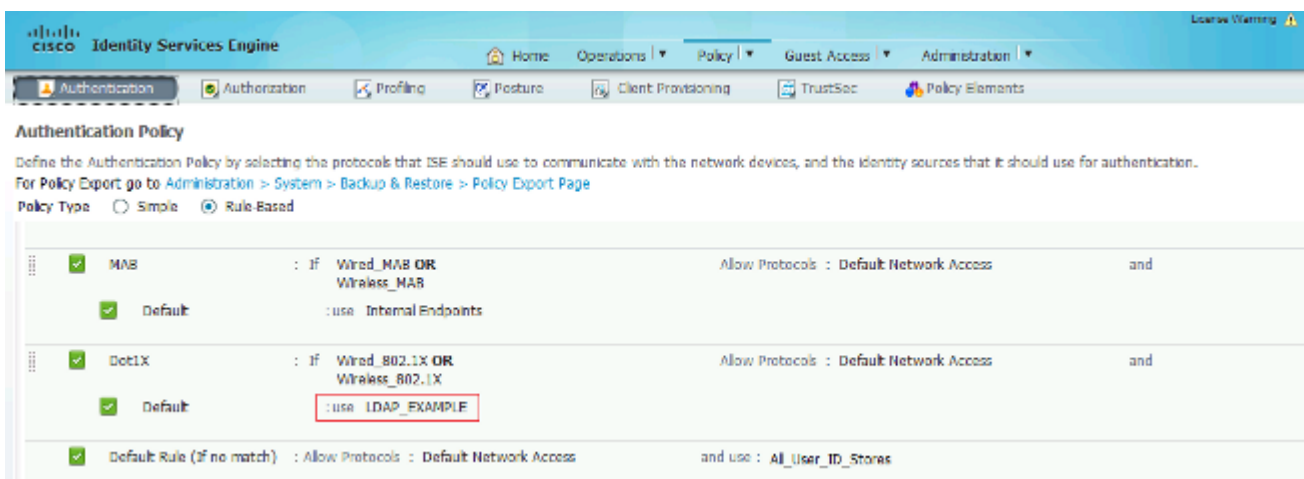 License Warning
CISCO Identity Services Engine
Home Operations Policy Guest Access Administration
Authentication Authorization Profiling Posture Client Provisioning TrustSec Policy Elements
Authentication Policy
Define the Authentication Policy by selecting the protocols that ISE should use to communicate with the network devices, and the identity sources that it should use for authentication.
For Policy Export go to Administration > System > Backup & Restore > Policy Export Page
Policy Type Simple Rule-Based
MAB : If Wired_MAB OR Allow Protocols : Default Network Access and
Wireless_MAB
Default : use Internal Endpoints
Dot1X : If Wired_802.1X OR Allow Protocols : Default Network Access and
Wireless_802.1X
Default : use LDAP_EXAMPLE
Default Rule (If no match) : Allow Protocols : Default Network Access and use : All_User_ID_Stores